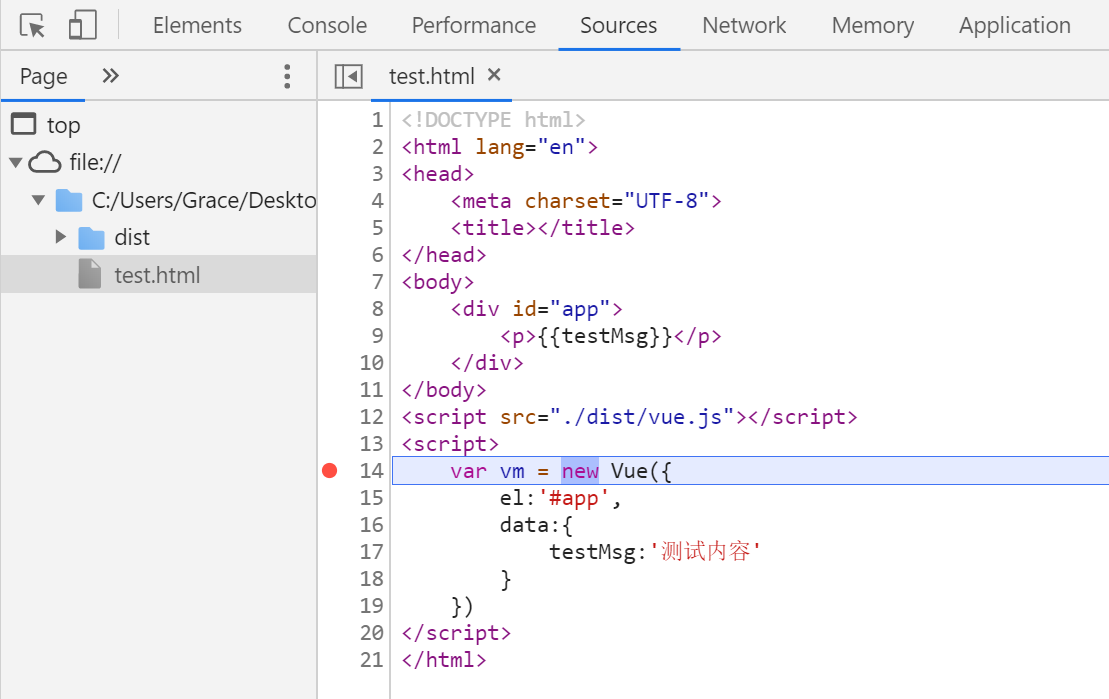 Elements Console Performance Sources Network Memory Application
Page » test.html ×
top
file://
C:/Users/Grace/Deskto
dist
test.html
1 <!DOCTYPE html>
2 <html lang="en">
3 <head>
4     <meta charset="UTF-8">
5     <title></title>
6 </head>
7 <body>
8     <div id="app">
9         <p>{{testMsg}}</p>
10     </div>
11 </body>
12 <script src="./dist/vue.js"></script>
13 <script>
14     var vm = new Vue({
15         el:'#app',
16         data:{
17             testMsg:'测试内容'
18         }
19     })
20 </script>
21 </html>